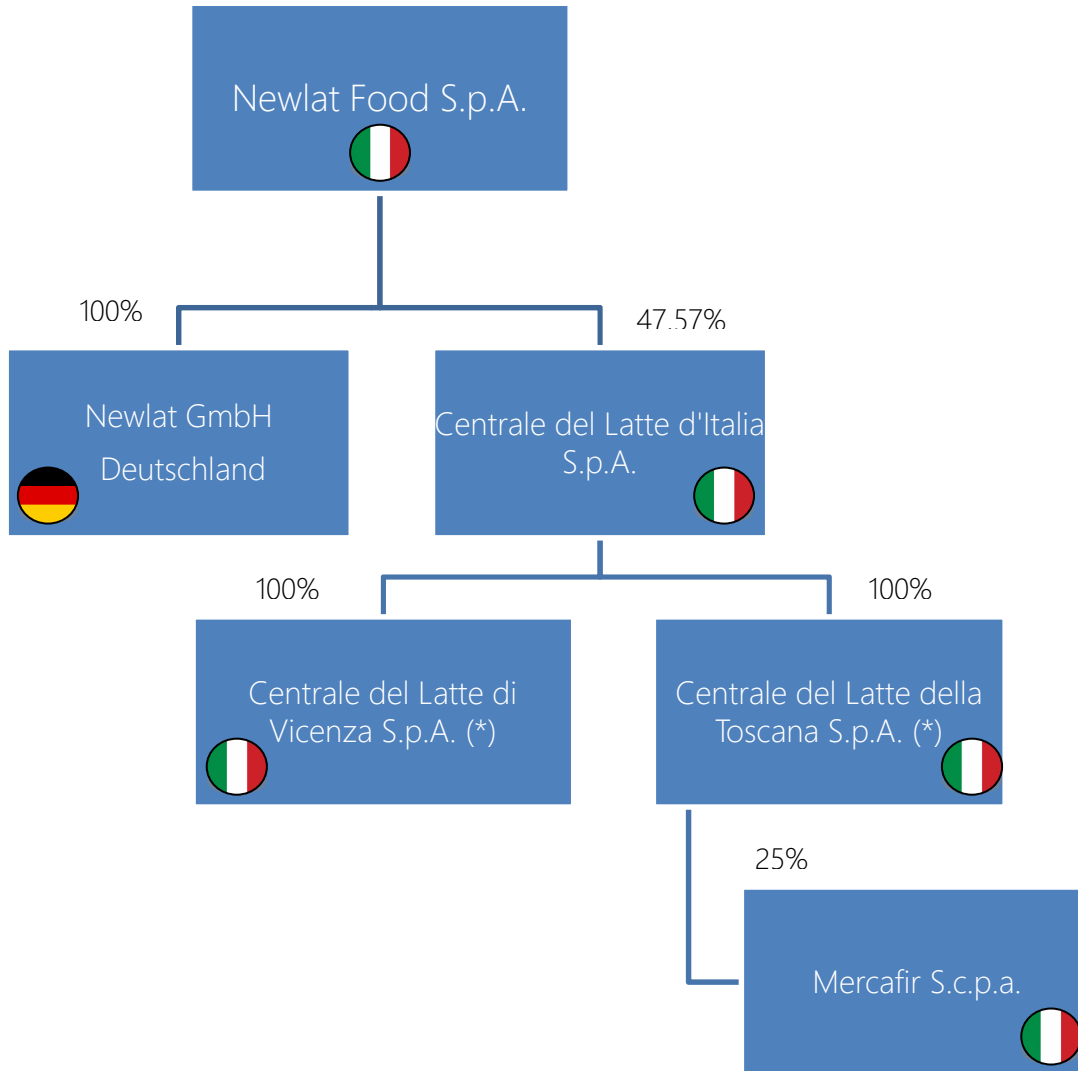 Newlat Food S.p.A.
100%
47.57%
Newlat GmbH
Deutschland
Centrale del Latte d'Italia
S.p.A.
100%
100%
Centrale del Latte di
Vicenza S.p.A. (*)
Centrale del Latte della
Toscana S.p.A. (*)
25%
Mercafir S.c.p.a.